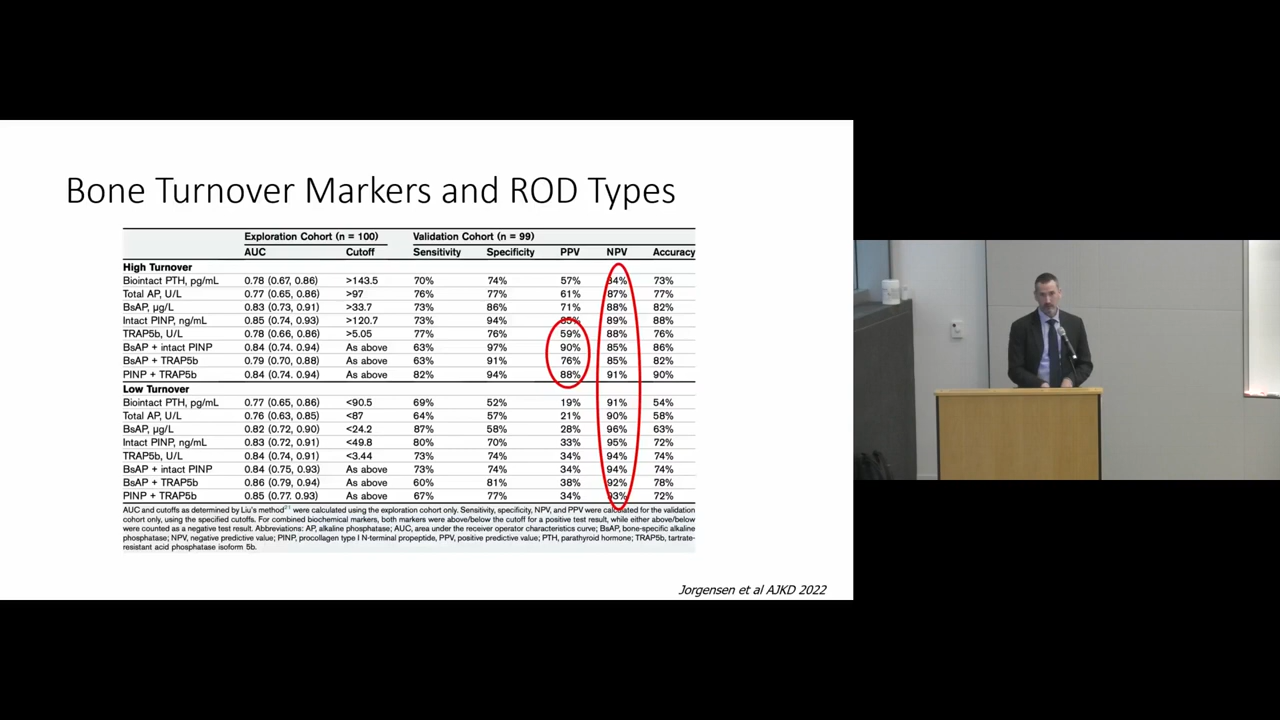 Bone Turnover Markers and ROD Types
Exploration Cohort (n = 100) Validation Cohort (n = 99)
AUC Cutoff Sensitivity Specificity PPV NPV Accuracy
High Turnover
Biointact PTH, pg/mL 0.78 (0.67, 0.86) >143.5 70% 74% 57% 84% 73%
Total AP, U/L 0.77 (0.65, 0.86) >97 76% 77% 61% 87% 77%
BsAP, µg/L 0.83 (0.73, 0.91) >33.7 73% 86% 71% 88% 82%
Intact PINP, ng/mL 0.85 (0.74, 0.93) >120.7 73% 94% 85% 89% 88%
TRAP5b, U/L 0.78 (0.66, 0.86) >5.05 77% 76% 59% 88% 76%
BsAP + intact PINP 0.84 (0.74. 0.94) As above 63% 97% 90% 85% 86%
BsAP + TRAP5b 0.79 (0.70, 0.88) As above 63% 91% 76% 85% 82%
PINP + TRAP5b 0.84 (0.74. 0.94) As above 82% 94% 88% 91% 90%
Low Turnover
Biointact PTH, pg/mL 0.77 (0.65, 0.86) <90.5 69% 52% 19% 91% 54%
Total AP, U/L 0.76 (0.63, 0.85) <87 64% 57% 21% 90% 58%
BsAP, µg/L 0.82 (0.72, 0.90) <24.2 87% 58% 28% 96% 63%
Intact PINP, ng/mL 0.83 (0.72, 0.91) <49.8 80% 70% 33% 95% 72%
TRAP5b, U/L 0.84 (0.74, 0.91) <3.44 73% 74% 34% 94% 74%
BsAP + intact PINP 0.84 (0.75, 0.93) As above 73% 74% 34% 94% 74%
BsAP + TRAP5b 0.86 (0.79, 0.94) As above 60% 81% 38% 92% 78%
PINP + TRAP5b 0.85 (0.77. 0.93) As above 67% 77% 34% 93% 72%
AUC and cutoffs as determined by Liu's method were calculated using the exploration cohort only. Sensitivity, specificity, NPV, and PPV were calculated for the validation
cohort only, using the specified cutoffs. For combined biochemical markers, both markers were above/below the cutoff for a positive test result, while either above/below
were counted as a negative test result. Abbreviations: AP, alkaline phosphatase; AUC, area under the receiver operator characteristics curve; BsAP, bone-specific alkaline
phosphatase; NPV, negative predictive value; PINP, procollagen type I N-terminal propeptide, PPV, positive predictive value; PTH, parathyroid hormone; TRAP5b, tartrate-
resistant acid phosphatase isoform 5b.
Jorgensen et al AJKD 2022